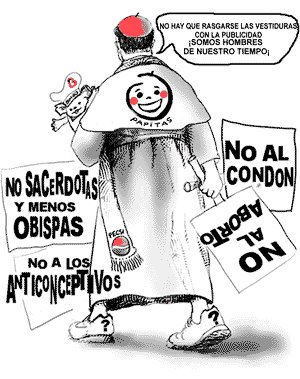 NO HAY QUE RASGARSE LAS VESTIDURAS
CON LA PUBLICIDAD
¡SOMOS HOMBRES
DE NUESTRO TIEMPO¡
PAPITAS
NO AL
CONDON
NO SACERDOTAS
Y MENOS
OBISPAS
NO AL
ABORTO
NO A LOS
ANTICONCEPTIVOS
PECSI
?
?